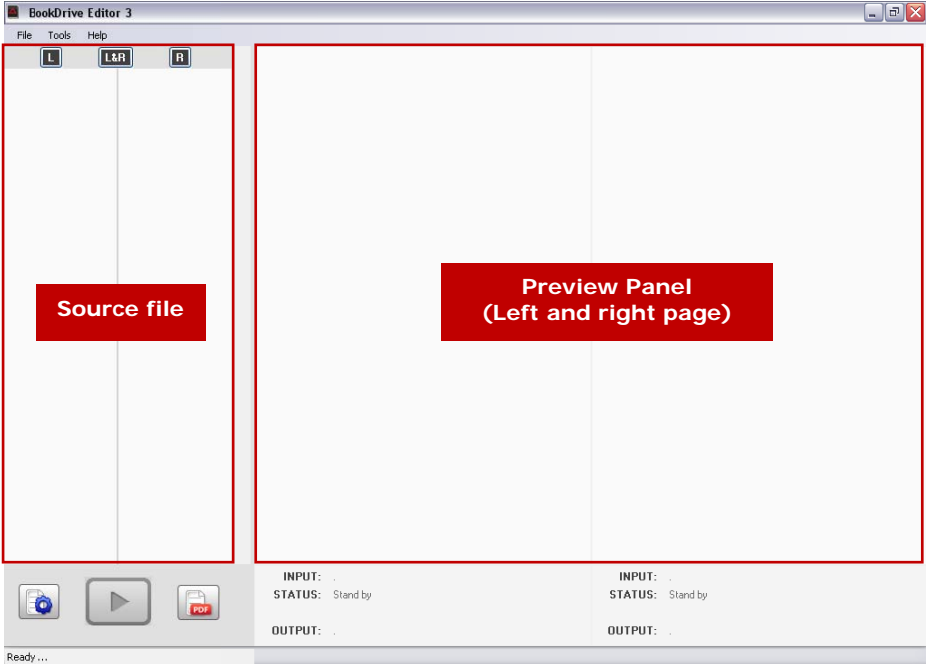 BookDrive Editor 3
File Tools Help
L L&R R
Source file
Preview Panel
(Left and right page)
INPUT: . INPUT: .
STATUS: Stand by STATUS: Stand by
OUTPUT: . OUTPUT: .
PDF
Ready ...